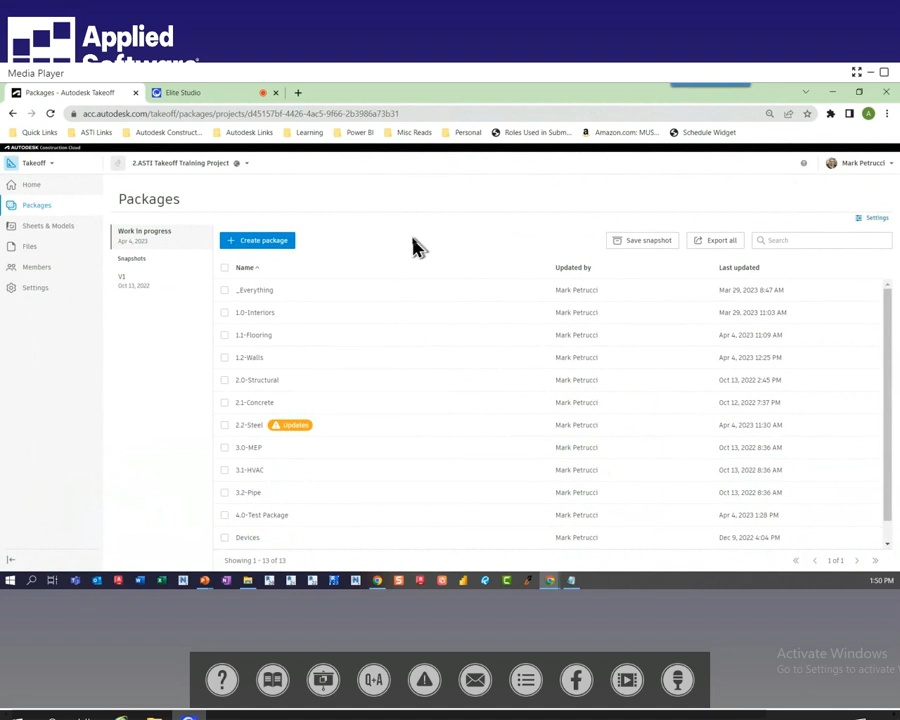 Applied
Software
Media Player
Packages - Autodesk Takeoff
Elite Studio
acc.autodesk.com/takeoff/packages/projects/d45157bf-4426-4ac5-9f66-2b3986a73b31
Quick Links
ASTI Links
Autodesk Construct...
Autodesk Links
Learning
Power BI
Misc Reads
Personal
Roles Used in Subm...
Amazon.com: MUS...
Schedule Widget
AUTODESK Construction Cloud
Takeoff
2.ASTI Takeoff Training Project
Mark Petrucci
Home
Packages
Sheets & Models
Files
Members
Settings
Packages
Settings
Work in progress
Apr 4, 2023
Snapshots
V1
Oct 13, 2022
+ Create package
Save snapshot
Export all
Search
Name
Updated by
Last updated
_Everything Mark Petrucci Mar 29, 2023 8:47 AM
1.0-Interiors Mark Petrucci Mar 29, 2023 11:03 AM
1.1-Flooring Mark Petrucci Apr 4, 2023 11:09 AM
1.2-Walls Mark Petrucci Apr 4, 2023 12:25 PM
2.0-Structural Mark Petrucci Oct 13, 2022 2:45 PM
2.1-Concrete Mark Petrucci Oct 12, 2022 7:37 PM
2.2-Steel Updates Mark Petrucci Apr 4, 2023 11:30 AM
3.0-MEP Mark Petrucci Oct 13, 2022 8:36 AM
3.1-HVAC Mark Petrucci Oct 13, 2022 8:36 AM
3.2-Pipe Mark Petrucci Oct 13, 2022 8:36 AM
4.0-Test Package Mark Petrucci Apr 4, 2023 1:28 PM
Devices Mark Petrucci Dec 9, 2022 4:04 PM
Showing 1 - 13 of 13
1 of 1
1:50 PM
Q+A
Activate Windows
Go to Settings to activate